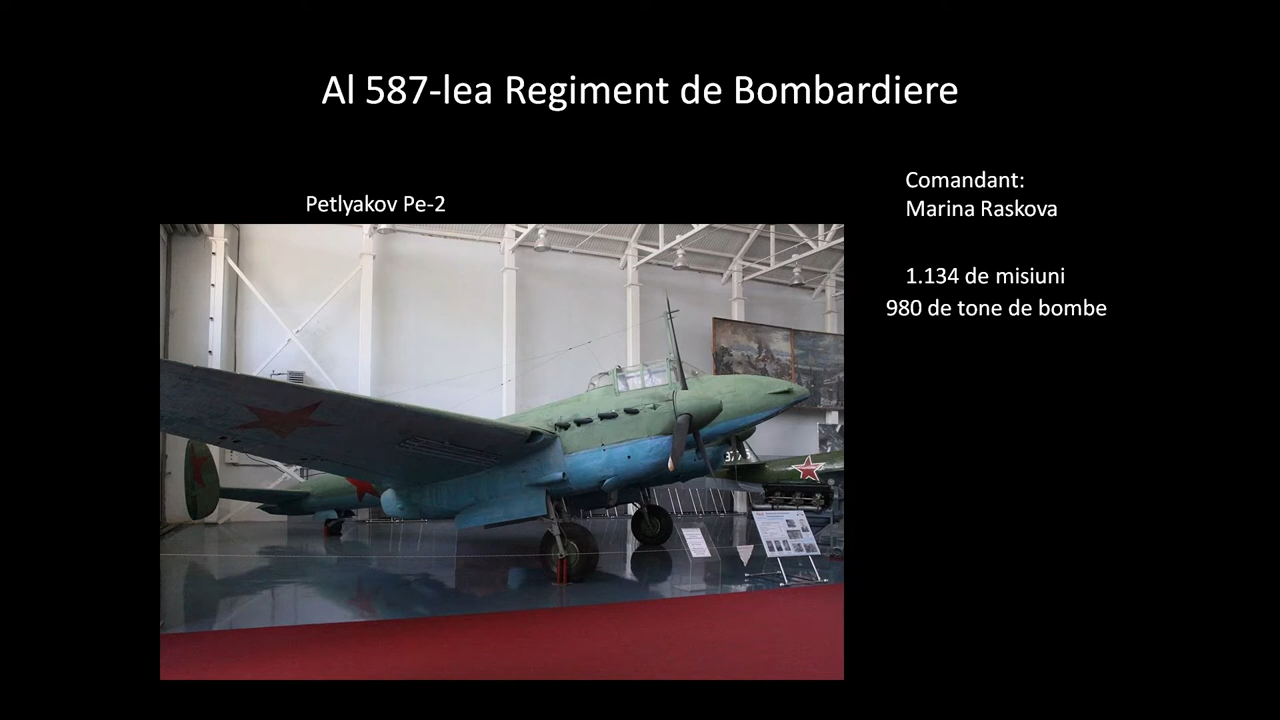 Al 587-lea Regiment de Bombardiere
Petlyakov Pe-2
Comandant:
Marina Raskova
1.134 de misiuni
980 de tone de bombe